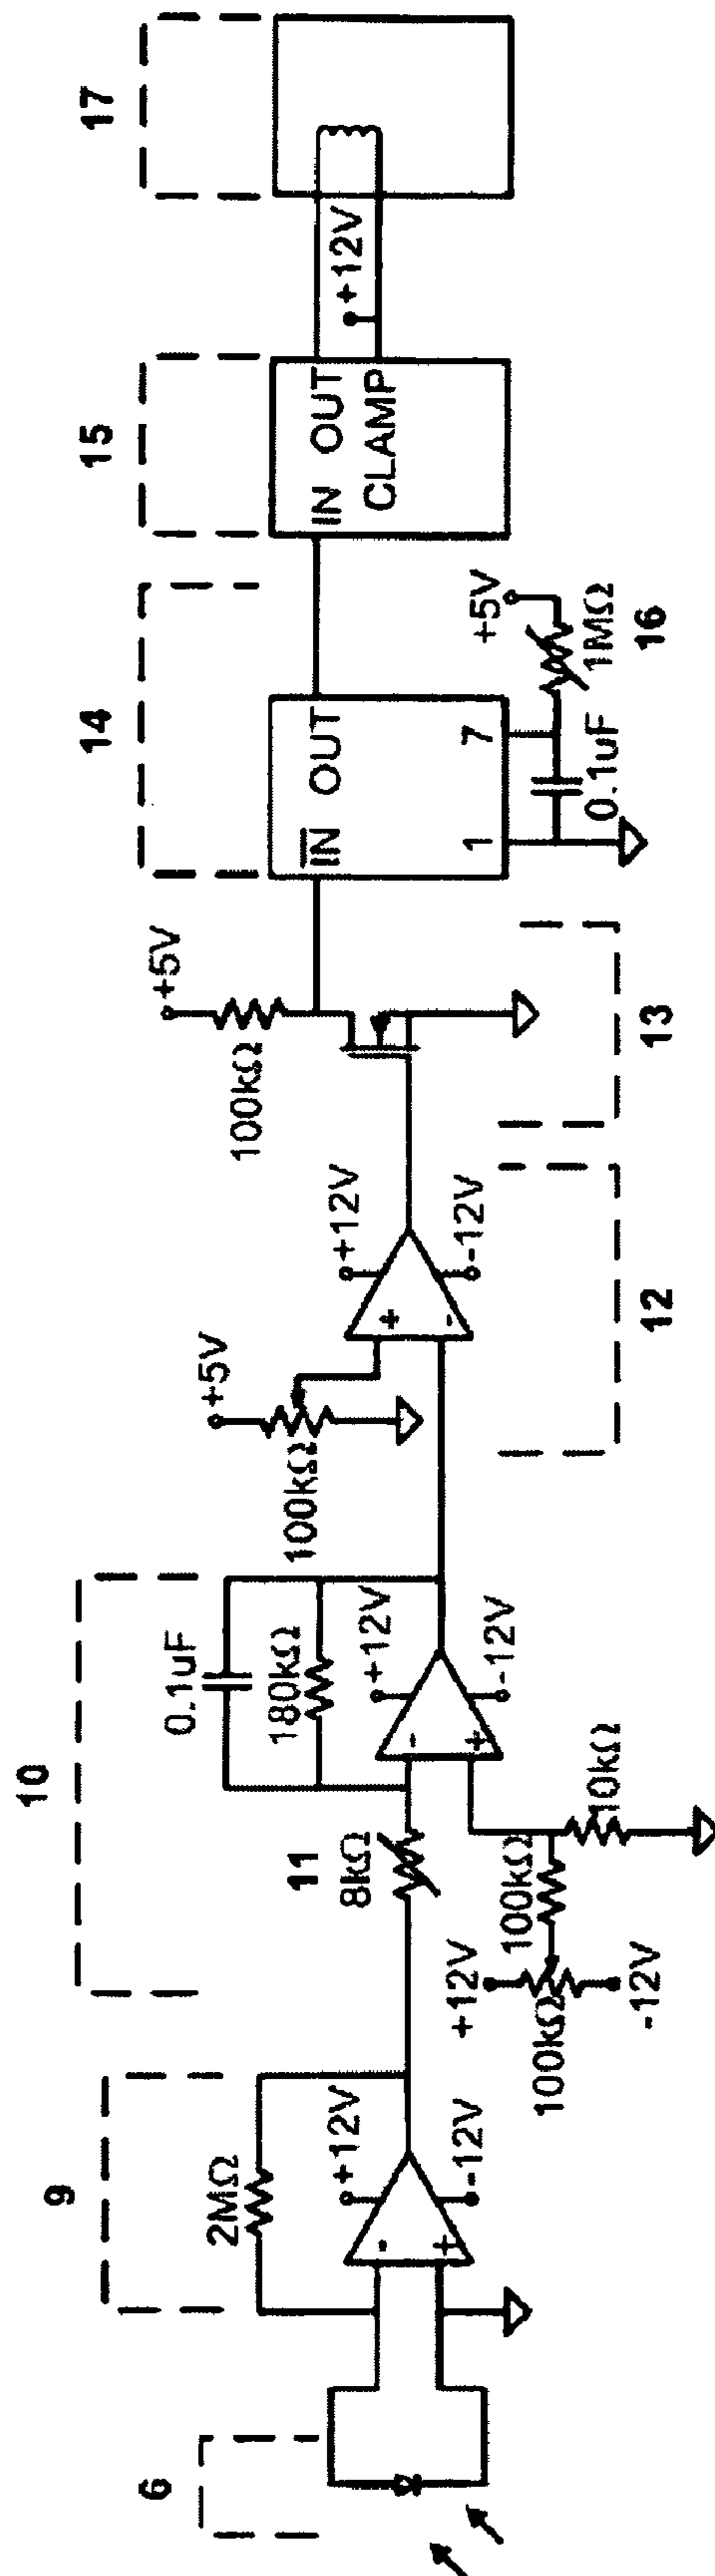 6
9
2MΩ
+12V
-
+
-12V
10
0.1uF
180kΩ
11
8kΩ
+12V
-
+
-12V
+12V
100kΩ
-12V
100kΩ
10kΩ
+5V
100kΩ
+12V
+
-
-12V
12
+5V
100kΩ
13
14
IN OUT
1 7
0.1uF
+5V
1MΩ
16
15
IN OUT
CLAMP
+12V
17